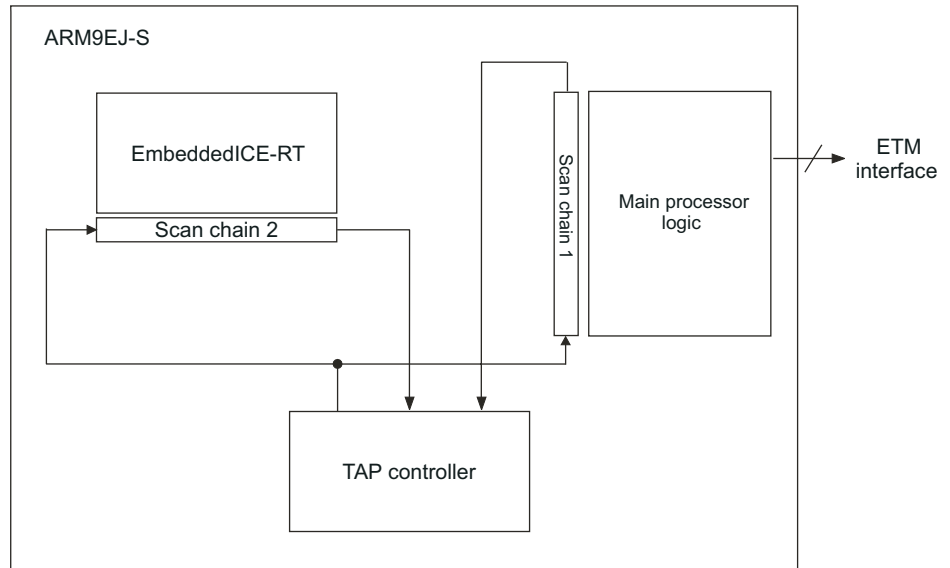 ARM9EJ-S
EmbeddedICE-RT
Scan chain 2
Scan chain 1
Main processor
logic
ETM
interface
TAP controller